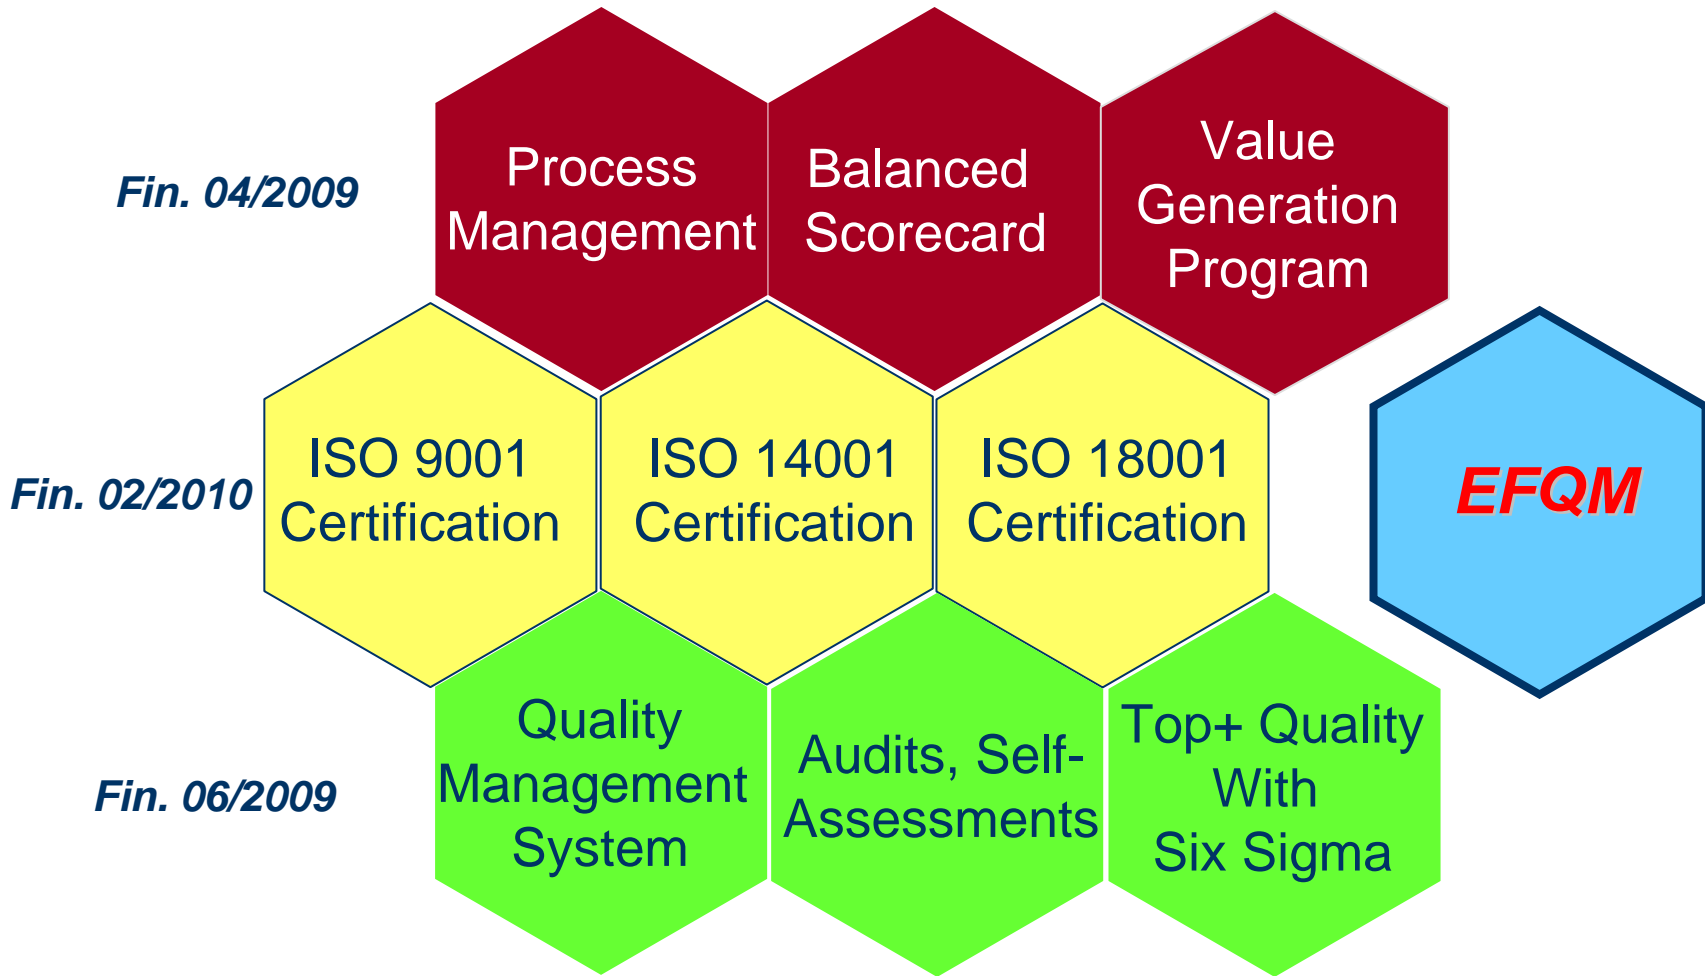 Fin. 04/2009
Process
Management
Balanced
Scorecard
Value
Generation
Program
Fin. 02/2010
ISO 9001
Certification
ISO 14001
Certification
ISO 18001
Certification
EFQM
Fin. 06/2009
Quality
Management
System
Audits, Self-
Assessments
Top+ Quality
With
Six Sigma